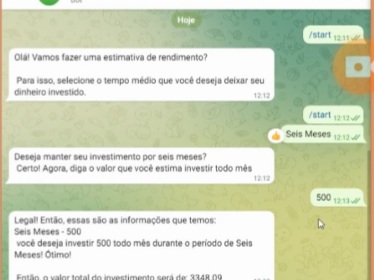 bot
Hoje
/start 12:11
Olá! Vamos fazer uma estimativa de rendimento?
Para isso, selecione o tempo médio que você deseja deixar seu
dinheiro investido.
12:12
/start 12:12
Seis Meses 12:12
Deseja manter seu investimento por seis meses?
Certo! Agora, diga o valor que você estima investir todo mês
12:12
500 12:13
Legal! Então, essas são as informações que temos:
Seis Meses - 500
você deseja investir 500 todo mês durante o período de Seis
Meses! Ótimo!
Então, o valor total do investimento será de: 3348.09